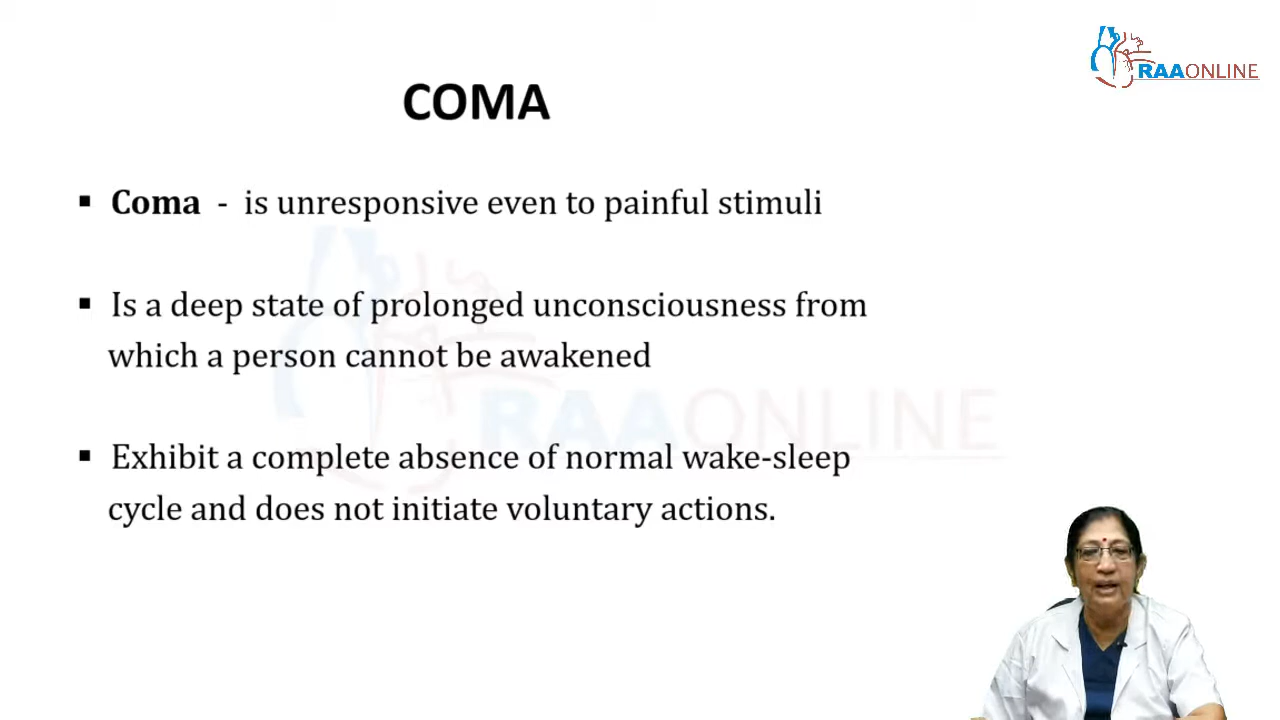 RAAONLINE
COMA
▪ Coma - is unresponsive even to painful stimuli
▪ Is a deep state of prolonged unconsciousness from
which a person cannot be awakened
▪ Exhibit a complete absence of normal wake-sleep
cycle and does not initiate voluntary actions.
RAAONLINE